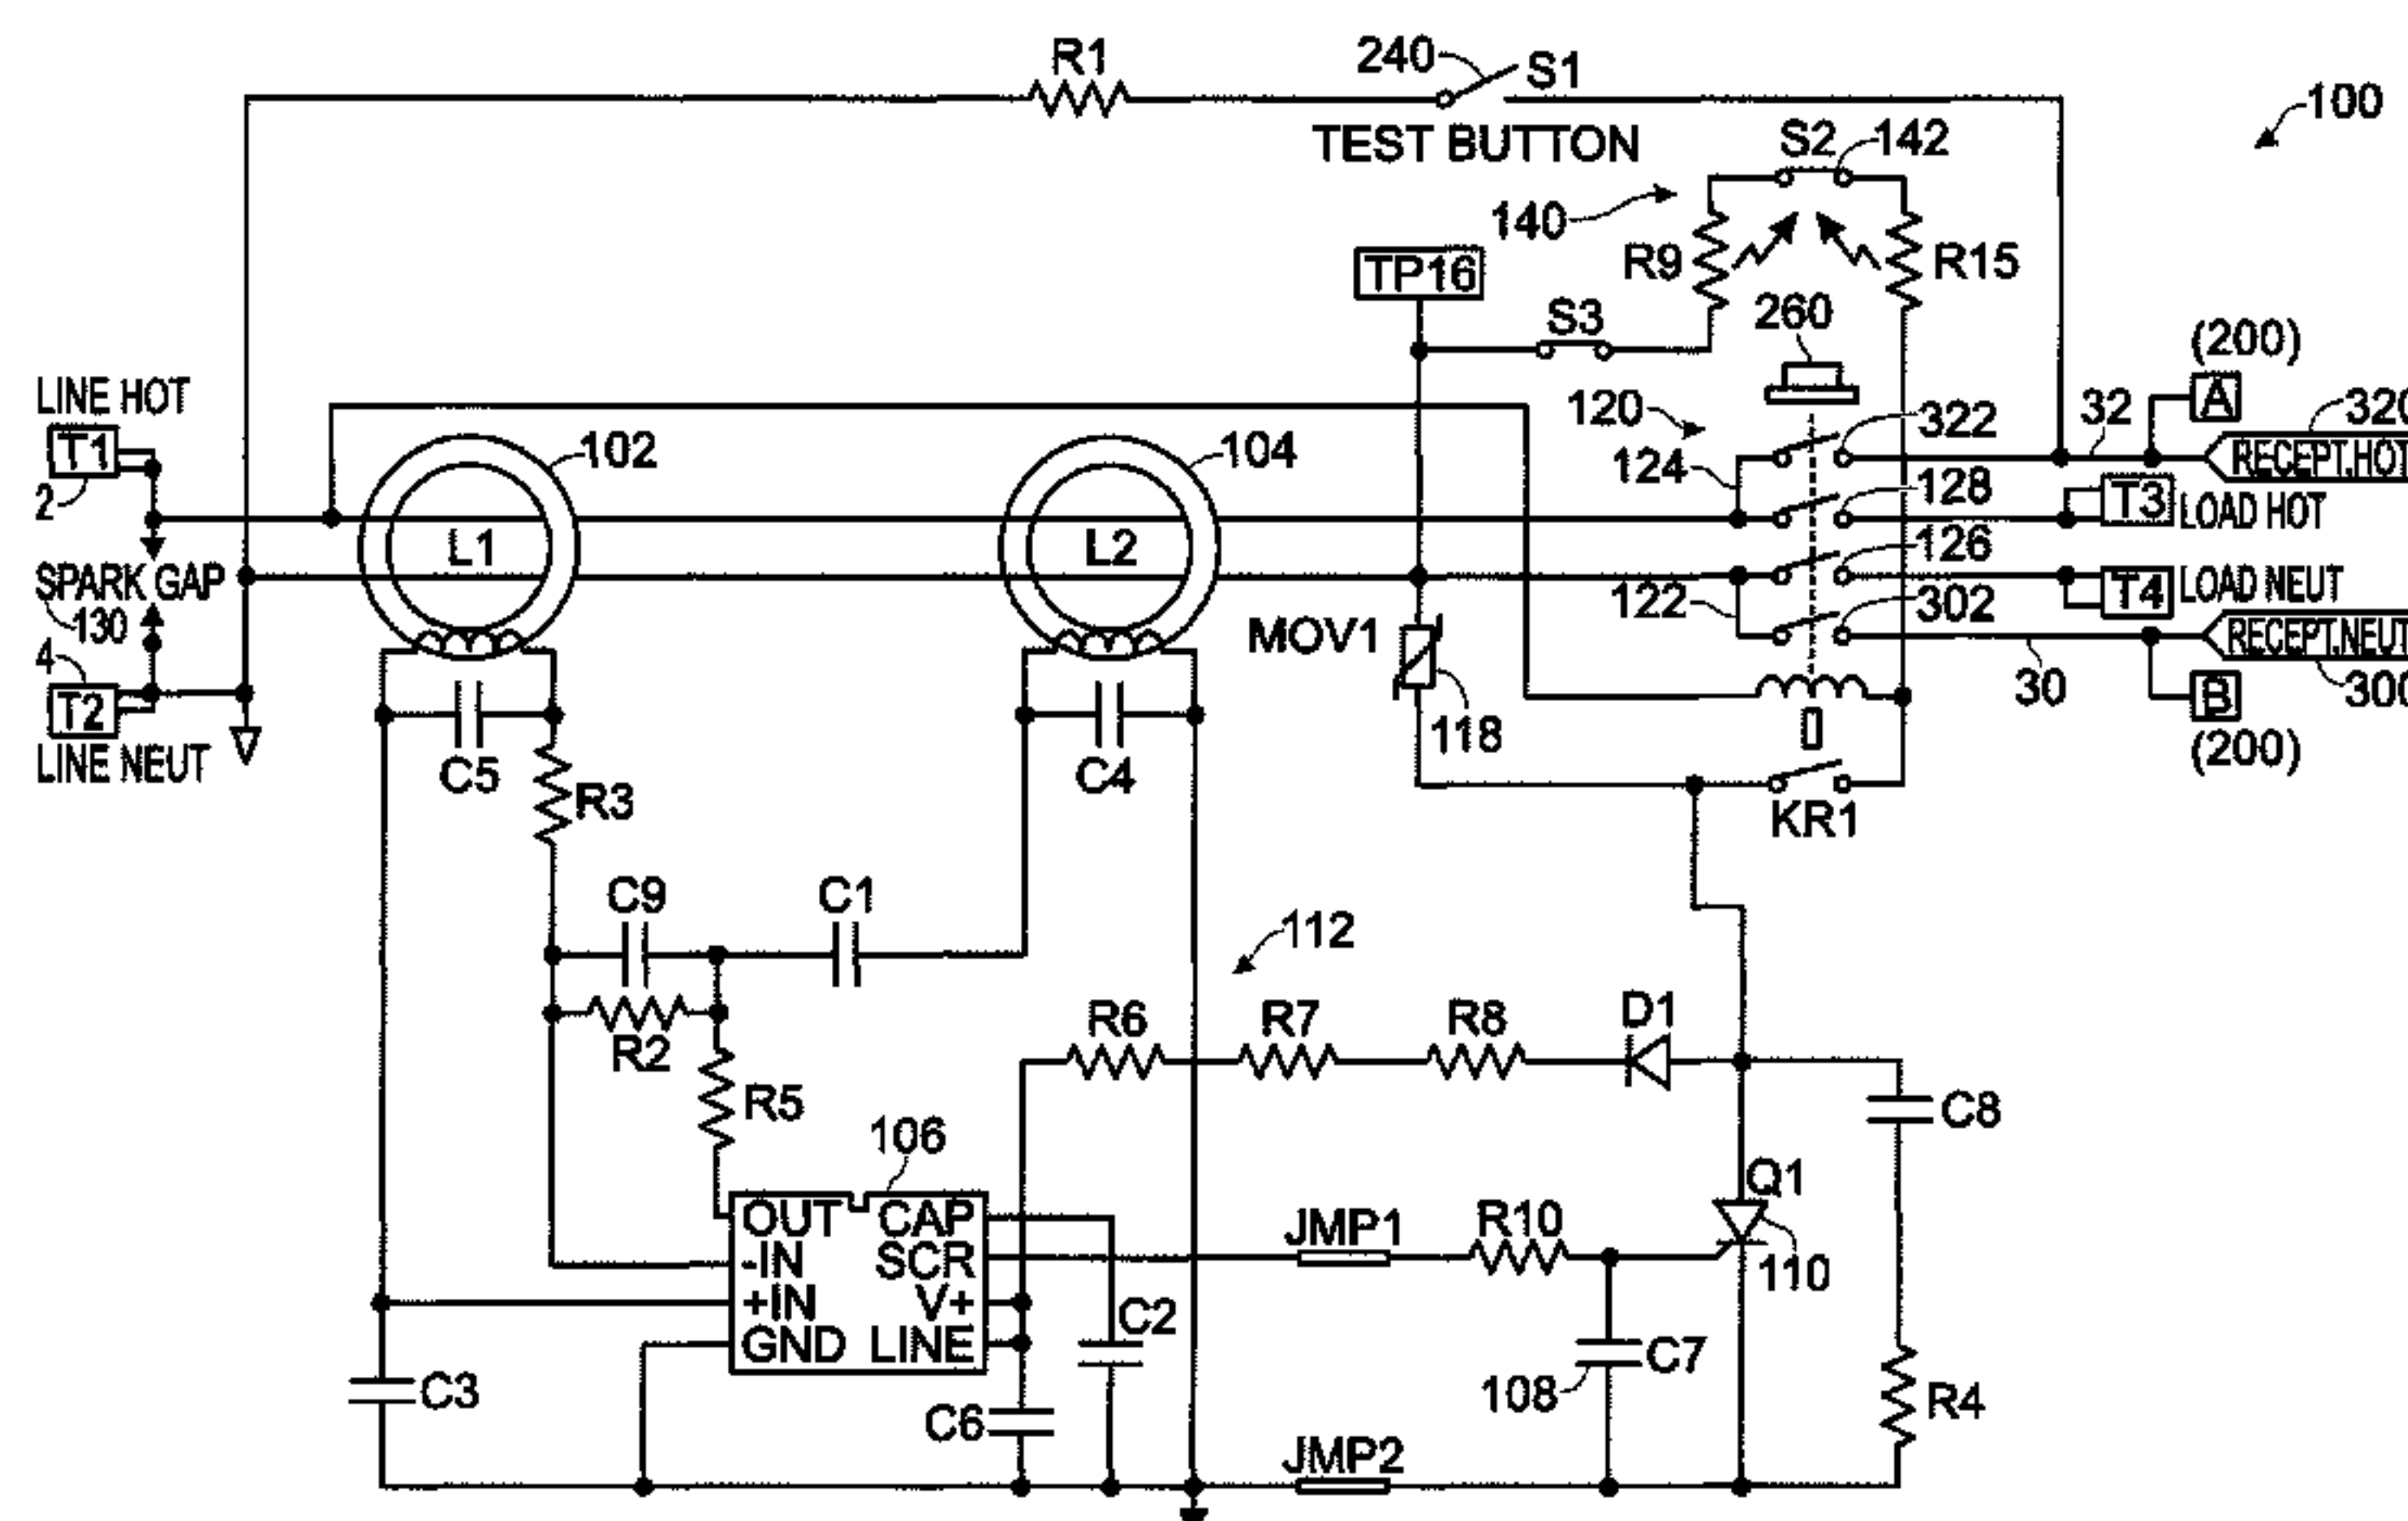 R1
240
S1
TEST BUTTON
100
S2
142
140
R9
R15
TP16
S3
260
(200)
LINE HOT
T1
2
102
104
120
322
32
A
320
RECEPT.HOT
124
128
T3
LOAD HOT
L1
L2
126
SPARK GAP
130
T4
LOAD NEUT
122
302
MOV1
RECEPT.NEUT
4
T2
LINE NEUT
30
300
B
(200)
118
C5
C4
R3
KR1
C9
C1
112
R2
R6
R7
R8
D1
R5
C8
106
OUT
CAP
Q1
JMP1
R10
-IN
SCR
110
+IN
V+
C2
GND
LINE
C7
C3
C6
108
R4
JMP2